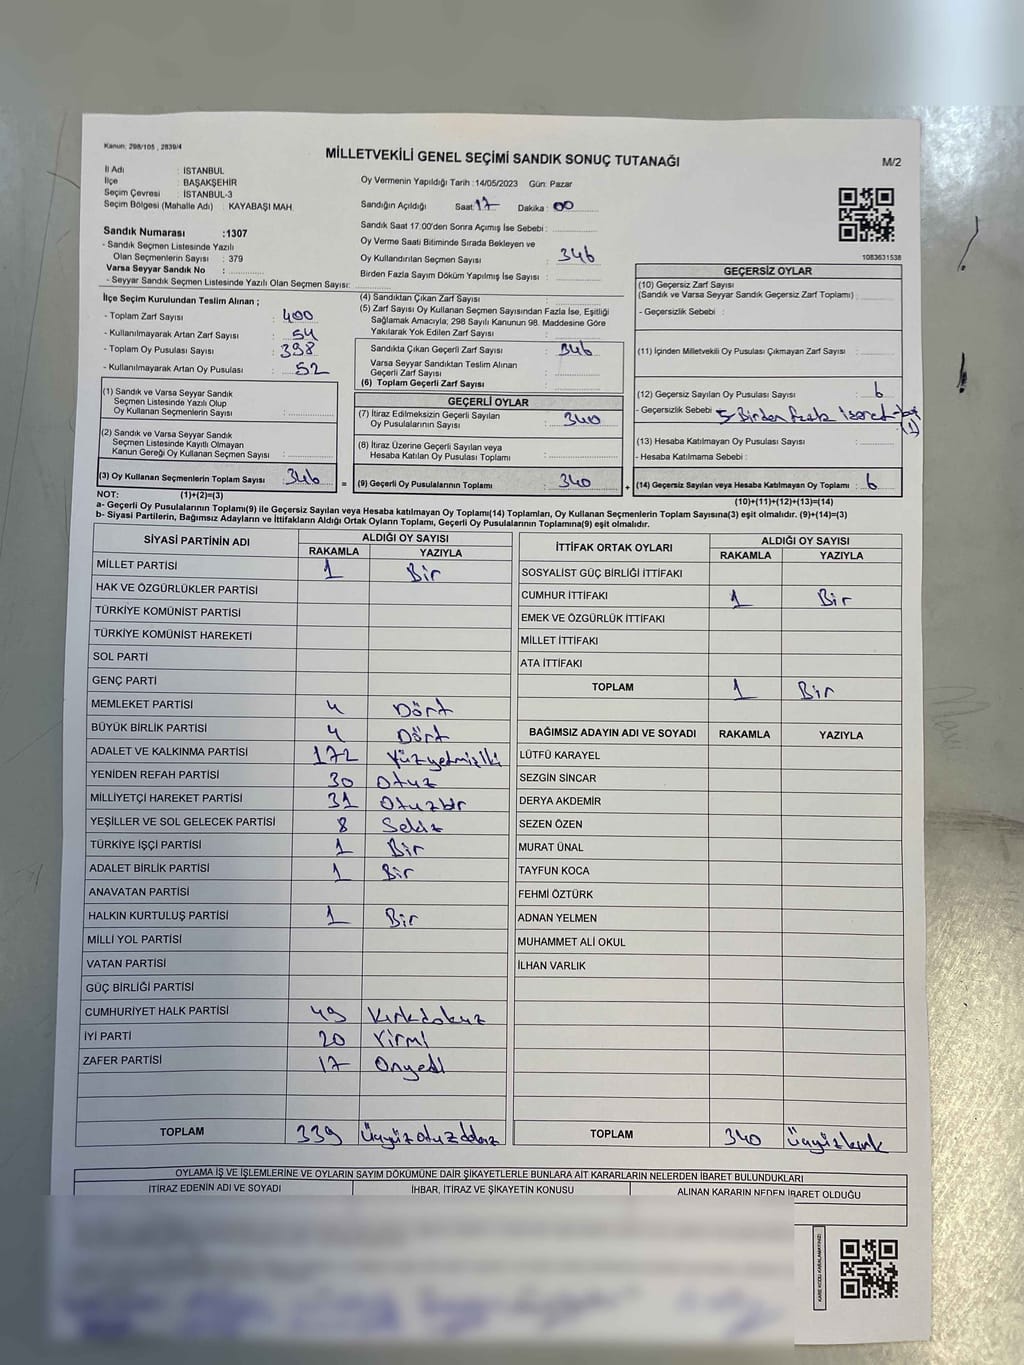 Kanun: 298/105 , 2839/4
MİLLETVEKİLİ GENEL SEÇİMİ SANDIK SONUÇ TUTANAĞI
M/2
İl Adı : İSTANBUL
İlçe : BAŞAKŞEHİR
Seçim Çevresi : İSTANBUL-3
Seçim Bölgesi (Mahalle Adı) : KAYABAŞI MAH.
Sandık Numarası :1307
- Sandık Seçmen Listesinde Yazılı
Olan Seçmenlerin Sayısı : 379
Varsa Seyyar Sandık No :
- Seyyar Sandık Seçmen Listesinde Yazılı Olan Seçmen Sayısı:
İlçe Seçim Kurulundan Teslim Alınan ;
- Toplam Zarf Sayısı : 400
- Kullanılmayarak Artan Zarf Sayısı : 54
- Toplam Oy Pusulası Sayısı : 398
- Kullanılmayarak Artan Oy Pusulası : 52
(1) Sandık ve Varsa Seyyar Sandık
Seçmen Listesinde Yazılı Olup
Oy Kullanan Seçmenlerin Sayısı :
(2) Sandık ve Varsa Seyyar Sandık
Seçmen Listesinde Kayıtlı Olmayan
Kanun Gereği Oy Kullanan Seçmen Sayısı :
(3) Oy Kullanan Seçmenlerin Toplam Sayısı : 346
Oy Vermenin Yapıldığı Tarih :14/05/2023 Gün: Pazar
Sandığın Açıldığı Saat: 17 Dakika : 00
Sandık Saat 17:00'den Sonra Açımış İse Sebebi :
Oy Verme Saati Bitiminde Sırada Bekleyen ve
Oy Kullandırılan Seçmen Sayısı : 346
Birden Fazla Sayım Döküm Yapılmış İse Sayısı :
(4) Sandıktan Çıkan Zarf Sayısı :
(5) Zarf Sayısı Oy Kullanan Seçmen Sayısından Fazla İse, Eşitliği
Sağlamak Amacıyla; 298 Sayılı Kanunun 98. Maddesine Göre
Yakılarak Yok Edilen Zarf Sayısı :
Sandıkta Çıkan Geçerli Zarf Sayısı : 346
Varsa Seyyar Sandıktan Teslim Alınan
Geçerli Zarf Sayısı :
(6) Toplam Geçerli Zarf Sayısı :
GEÇERLİ OYLAR
(7) İtiraz Edilmeksizin Geçerli Sayılan
Oy Pusulasının Sayısı : 340
(8) İtiraz Üzerine Geçerli Sayılan veya
Hesaba Katılan Oy Pusulası Toplamı :
= (9) Geçerli Oy Pusulalarının Toplamı : 340
1083631538
GEÇERSİZ OYLAR
(10) Geçersiz Zarf Sayısı
(Sandık ve Varsa Seyyar Sandık Geçersiz Zarf Toplamı) :
- Geçersizlik Sebebi :
(11) İçinden Milletvekili Oy Pusulası Çıkmayan Zarf Sayısı :
(12) Geçersiz Sayılan Oy Pusulası Sayısı : 6
- Geçersizlik Sebebi : 5-Birden fazla
(1)
(13) Hesaba Katılmayan Oy Pusulası Sayısı :
- Hesaba Katılmama Sebebi :
+ (14) Geçersiz Sayılan veya Hesaba Katılmayan Oy Toplamı : 6
NOT: (1)+(2)=(3)
(10)+(11)+(12)+(13)=(14)
a- Geçerli Oy Pusulalarının Toplamı(9) ile Geçersiz Sayılan veya Hesaba katılmayan Oy Toplamı(14) Toplamları, Oy Kullanan Seçmenlerin Toplam Sayısına(3) eşit olmalıdır. (9)+(14)=(3)
b- Siyasi Partilerin, Bağımsız Adayların ve İttifakların Aldığı Ortak Oyların Toplamı, Geçerli Oy Pusulalarının Toplamına(9) eşit olmalıdır.
SİYASİ PARTİNİN ADI ALDIĞI OY SAYISI
RAKAMLA YAZIYLA
MİLLET PARTİSİ 1 Bir
HAK VE ÖZGÜRLÜKLER PARTİSİ
TÜRKİYE KOMÜNİST PARTİSİ
TÜRKİYE KOMÜNİST HAREKETİ
SOL PARTİ
GENÇ PARTİ
MEMLEKET PARTİSİ 4 Dört
BÜYÜK BİRLİK PARTİSİ 4 Dört
ADALET VE KALKINMA PARTİSİ 172 Yüzyetmişiki
YENİDEN REFAH PARTİSİ 30 Otuz
MİLLİYETÇİ HAREKET PARTİSİ 31 Otuzbir
YEŞİLLER VE SOL GELECEK PARTİSİ 8 Sekiz
TÜRKİYE İŞÇİ PARTİSİ 1 Bir
ADALET BİRLİK PARTİSİ 1 Bir
ANAVATAN PARTİSİ
HALKIN KURTULUŞ PARTİSİ 1 Bir
MİLLİ YOL PARTİSİ
VATAN PARTİSİ
GÜÇ BİRLİĞİ PARTİSİ
CUMHURİYET HALK PARTİSİ 49 Kırkdokuz
İYİ PARTİ 20 Yirmi
ZAFER PARTİSİ 17 Onyedi
TOPLAM 339
İTTİFAK ORTAK OYLARI ALDIĞI OY SAYISI
RAKAMLA YAZIYLA
SOSYALİST GÜÇ BİRLİĞİ İTTİFAKI
CUMHUR İTTİFAKI 1 Bir
EMEK VE ÖZGÜRLÜK İTTİFAKI
MİLLET İTTİFAKI
ATA İTTİFAKI
TOPLAM 1 Bir
BAĞIMSIZ ADAYIN ADI VE SOYADI RAKAMLA YAZIYLA
LÜTFÜ KARAYEL
SEZGİN SİNCAR
DERYA AKDEMİR
SEZEN ÖZEN
MURAT ÜNAL
TAYFUN KOCA
FEHMİ ÖZTÜRK
ADNAN YELMEN
MUHAMMET ALİ OKUL
İLHAN VARLIK
TOPLAM 340 Üçyüzkırk
OYLAMA İŞ VE İŞLEMLERİNE VE OYLARIN SAYIM DÖKÜMÜNE DAİR ŞİKAYETLERLE BUNLARA AİT KARARLARIN NELERDEN İBARET BULUNDUKLARI
İTİRAZ EDENİN ADI VE SOYADI İHBAR, İTİRAZ VE ŞİKAYETİN KONUSU ALINAN KARARIN NEDEN İBARET OLDUĞU
KARE KODU KARALAMAYINIZ!